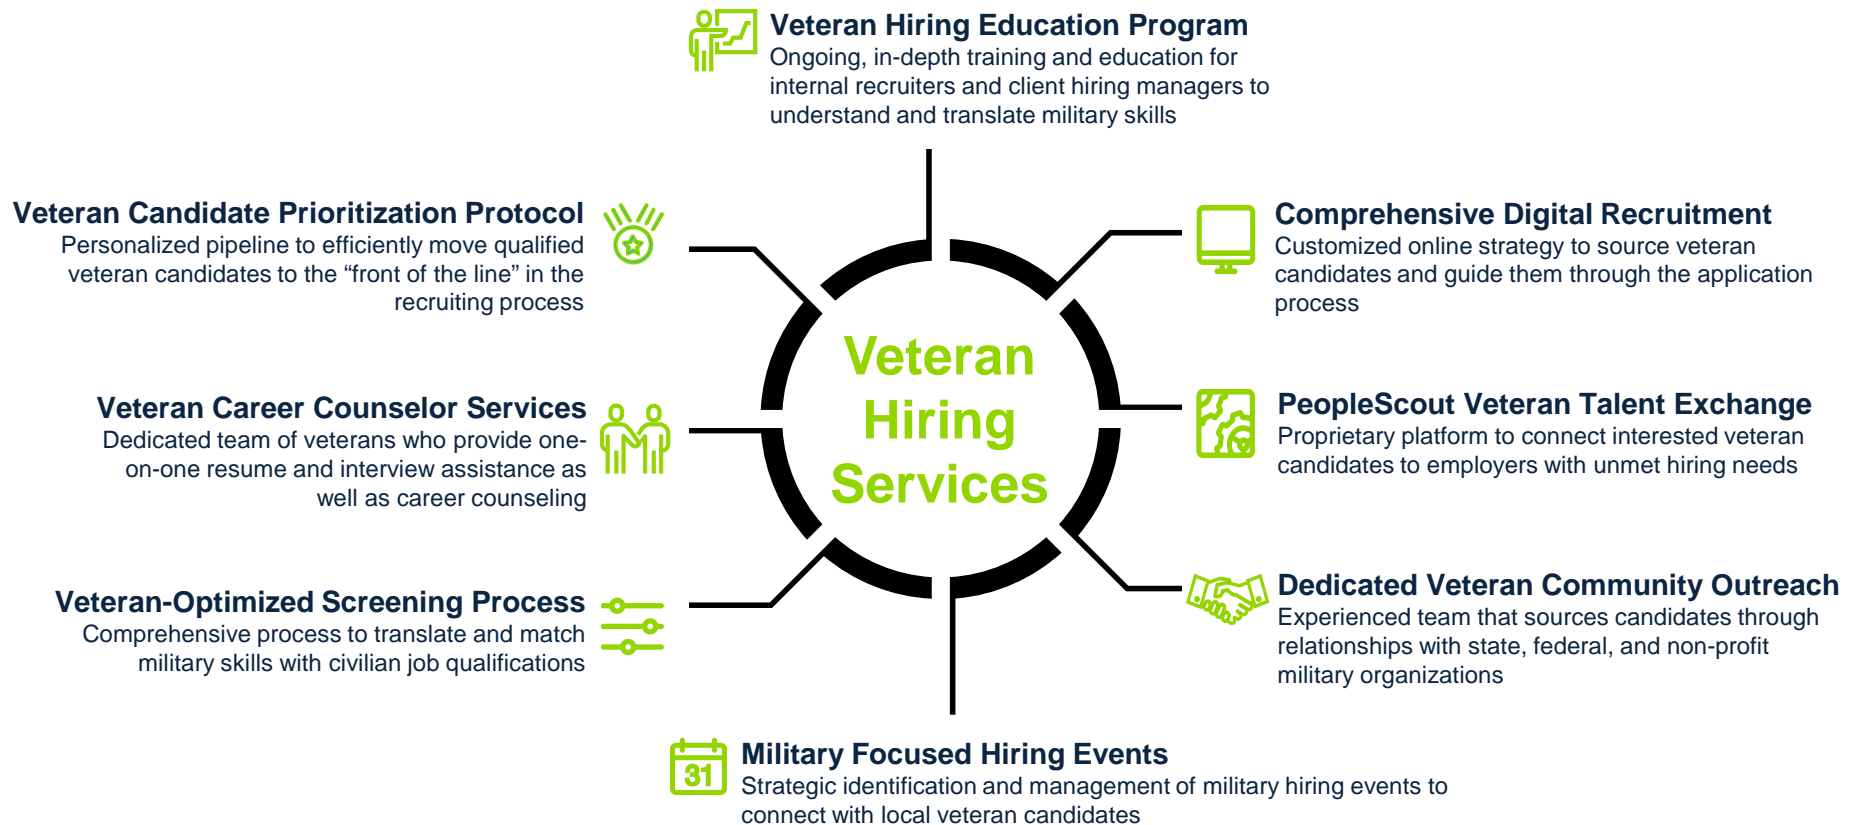 Veteran Hiring Education Program
Ongoing, in-depth training and education for
internal recruiters and client hiring managers to
understand and translate military skills
Veteran Candidate Prioritization Protocol
Personalized pipeline to efficiently move qualified
veteran candidates to the “front of the line” in the
recruiting process
Comprehensive Digital Recruitment
Customized online strategy to source veteran
candidates and guide them through the application
process
Veteran
Hiring
Services
Veteran Career Counselor Services
Dedicated team of veterans who provide one-
on-one resume and interview assistance as
well as career counseling
PeopleScout Veteran Talent Exchange
Proprietary platform to connect interested veteran
candidates to employers with unmet hiring needs
Veteran-Optimized Screening Process
Comprehensive process to translate and match
military skills with civilian job qualifications
Dedicated Veteran Community Outreach
Experienced team that sources candidates through
relationships with state, federal, and non-profit
military organizations
31
Military Focused Hiring Events
Strategic identification and management of military hiring events to
connect with local veteran candidates